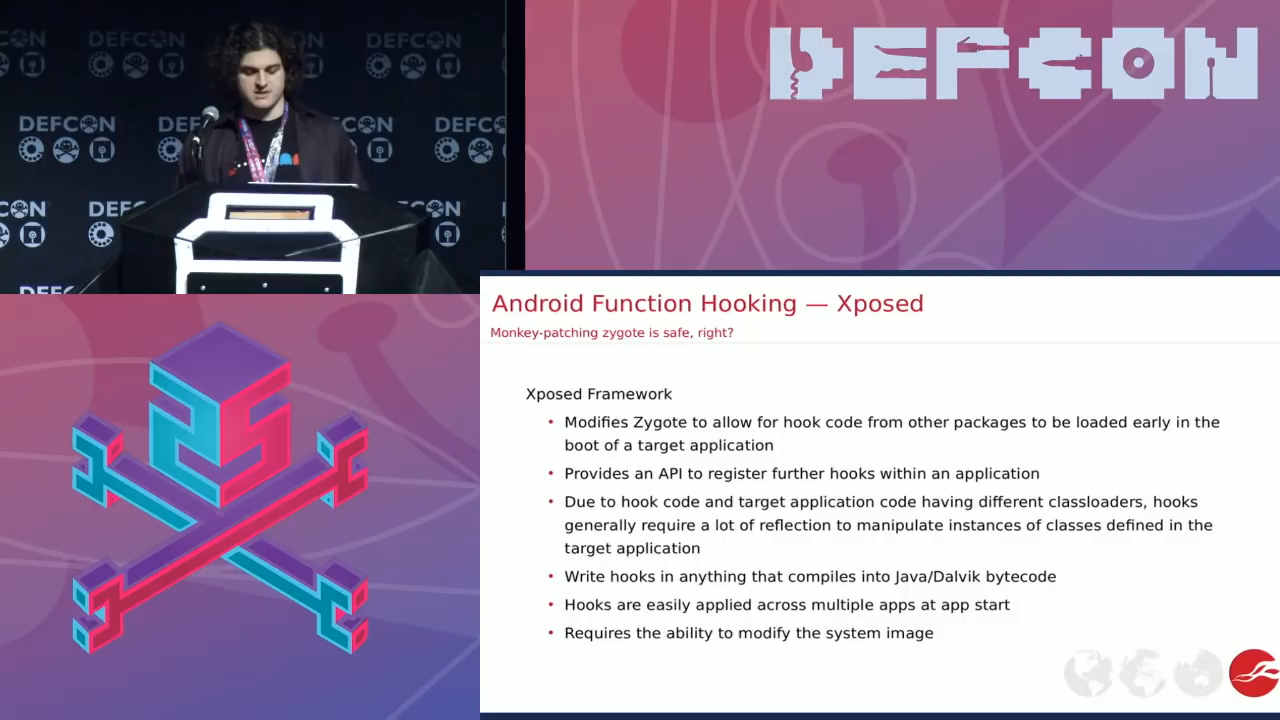 DEFCON
DEFCON
DEFCON
DEFCON
DEFCON
DEFCON
Android Function Hooking — Xposed
Monkey-patching zygote is safe, right?
Xposed Framework
• Modifies Zygote to allow for hook code from other packages to be loaded early in the
boot of a target application
• Provides an API to register further hooks within an application
• Due to hook code and target application code having different classloaders, hooks
generally require a lot of reflection to manipulate instances of classes defined in the
target application
• Write hooks in anything that compiles into Java/Dalvik bytecode
• Hooks are easily applied across multiple apps at app start
• Requires the ability to modify the system image